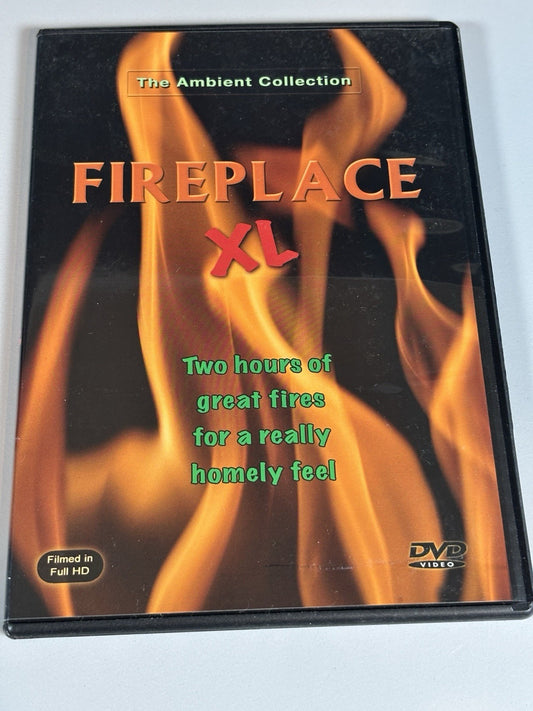 The Ambient Collection
FIREPLACE
XL
Two hours of
great fires
for a really
homely feel
Filmed in
Full HD
DVD
VIDEO